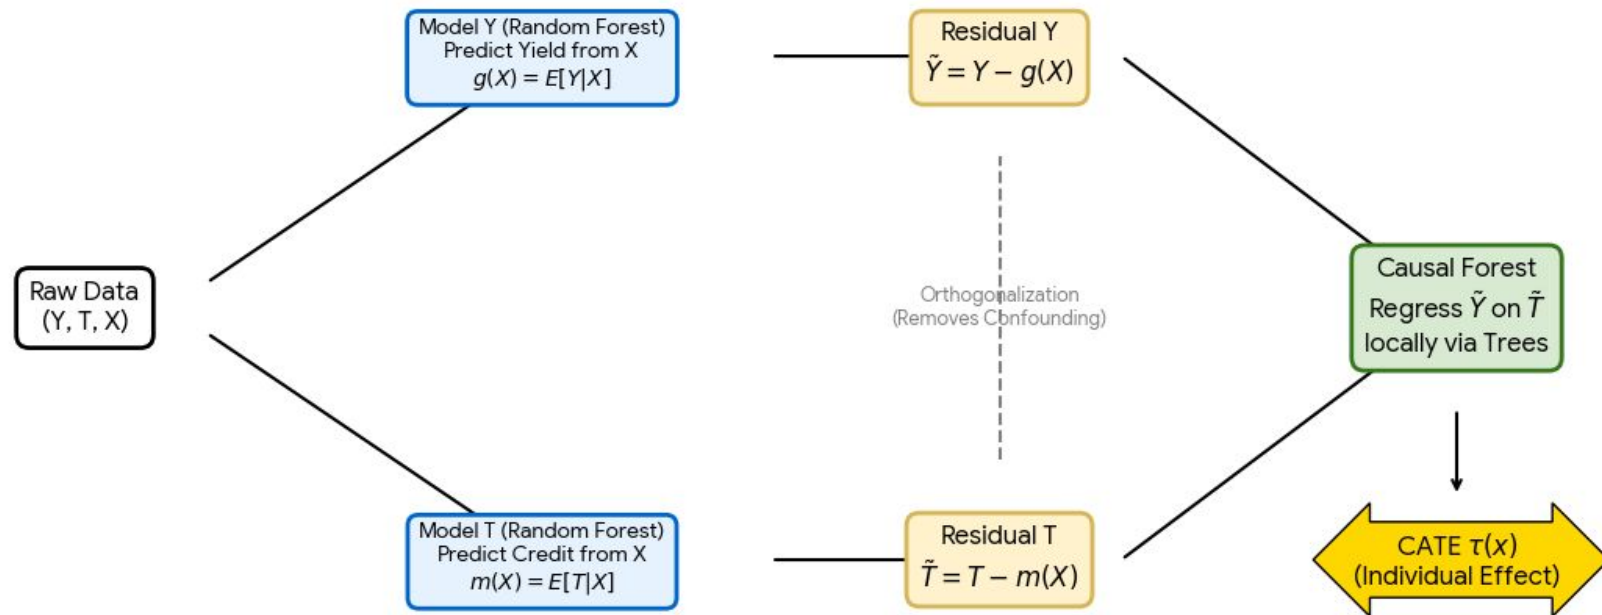 Model Y (Random Forest)
Predict Yield from X
g(X) = E[Y|X]
Residual Y
Ỹ = Y − g(X)
Raw Data
(Y, T, X)
Orthogonalization
(Removes Confounding)
Causal Forest
Regress Ỹ on T̃
locally via Trees
Model T (Random Forest)
Predict Credit from X
m(X) = E[T|X]
Residual T
T̃ = T − m(X)
CATE τ(x)
(Individual Effect)